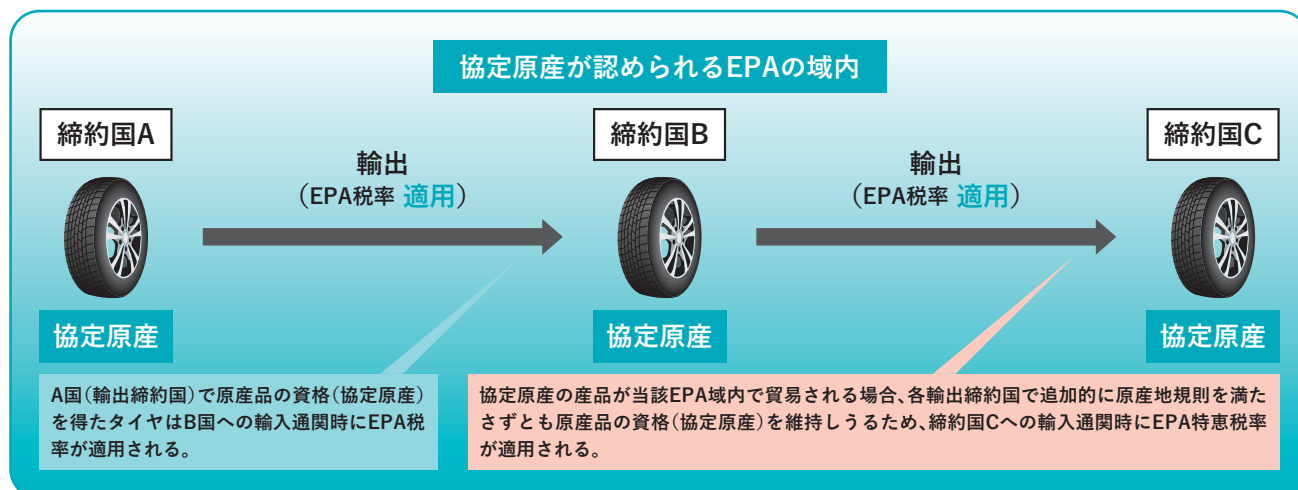 協定原産が認められるEPAの域内
締約国A
締約国B
締約国C
輸出
（EPA税率 適用）
輸出
（EPA税率 適用）
協定原産
協定原産
協定原産
A国（輸出締約国）で原産品の資格（協定原産）
を得たタイヤはB国への輸入通関時にEPA税
率が適用される。
協定原産の産品が当該EPA域内で貿易される場合、各輸出締約国で追加的に原産地規則を満た
さずとも原産品の資格（協定原産）を維持しうるため、締約国Cへの輸入通関時にEPA特恵税率
が適用される。